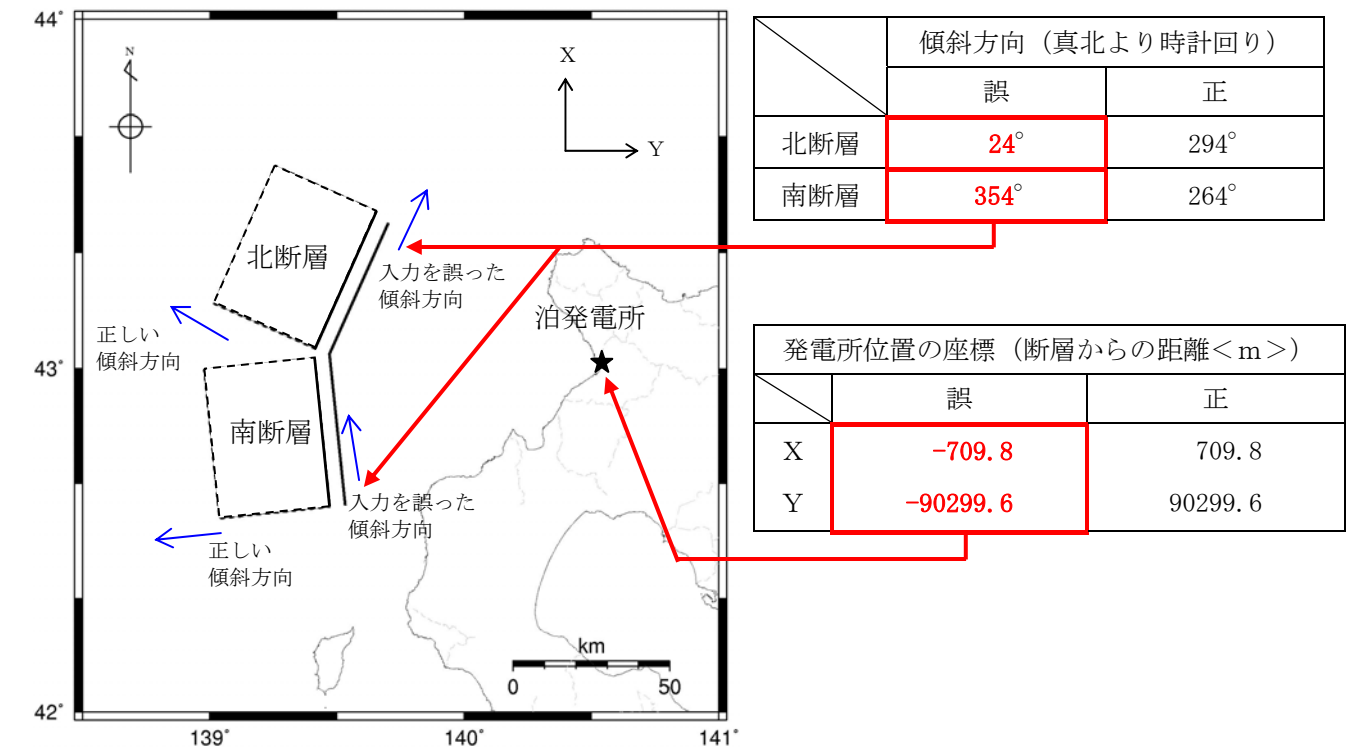 44°
43°
42°
139°
140°
141°
N
X
Y
北断層
南断層
正しい
傾斜方向
入力を誤った
傾斜方向
入力を誤った
傾斜方向
正しい
傾斜方向
泊発電所
km
0 50
傾斜方向（真北より時計回り）
誤 正
北断層 24° 294°
南断層 354° 264°
発電所位置の座標（断層からの距離＜ｍ＞）
誤 正
X -709.8 709.8
Y -90299.6 90299.6